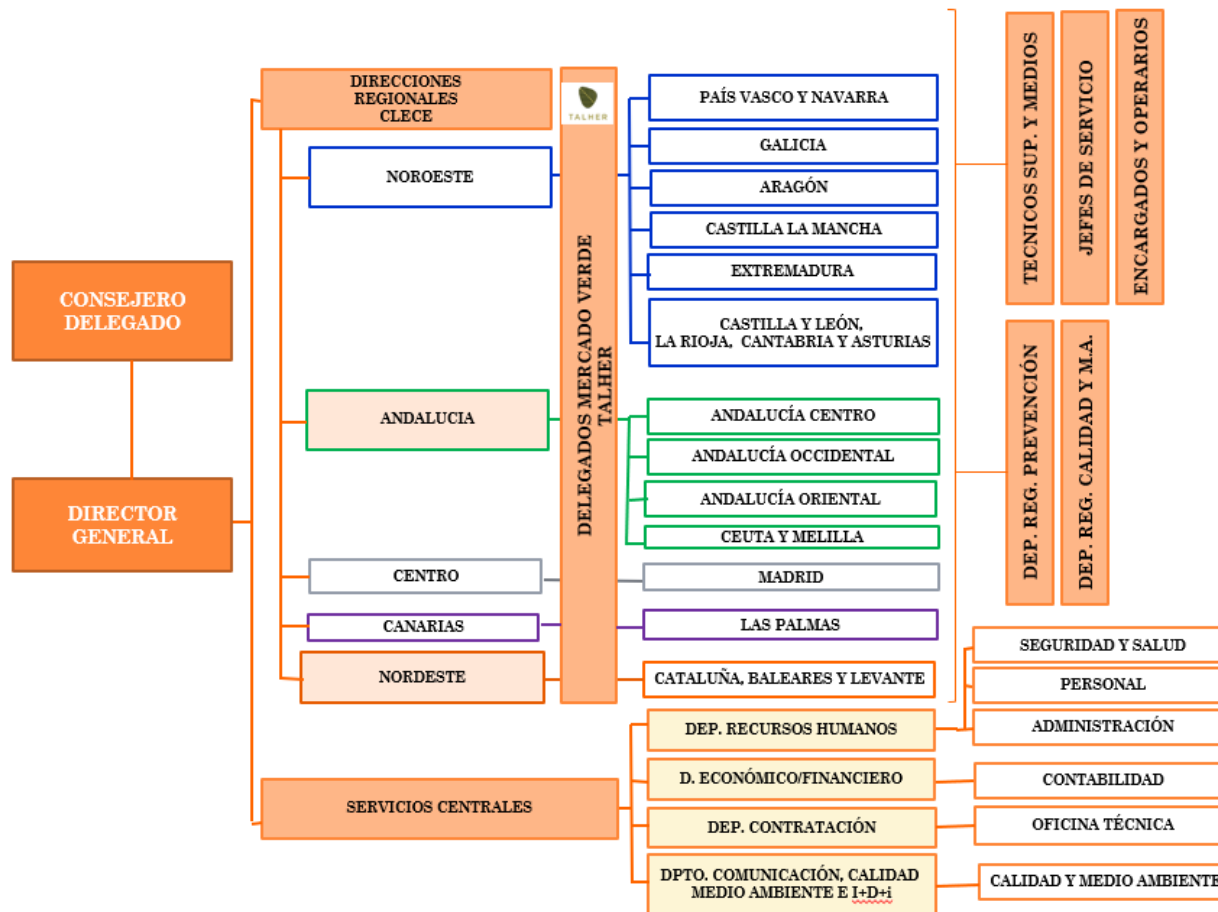 CONSEJERO
DELEGADO
DIRECTOR
GENERAL
DIRECCIONES
REGIONALES
CLECE
NOROESTE
ANDALUCIA
CENTRO
CANARIAS
NORDESTE
SERVICIOS CENTRALES
TALHER
DELEGADOS MERCADO VERDE
TALHER
PAÍS VASCO Y NAVARRA
GALICIA
ARAGÓN
CASTILLA LA MANCHA
EXTREMADURA
CASTILLA Y LEÓN,
LA RIOJA, CANTABRIA Y ASTURIAS
ANDALUCÍA CENTRO
ANDALUCÍA OCCIDENTAL
ANDALUCÍA ORIENTAL
CEUTA Y MELILLA
MADRID
LAS PALMAS
CATALUÑA, BALEARES Y LEVANTE
DEP. RECURSOS HUMANOS
D. ECONÓMICO/FINANCIERO
DEP. CONTRATACIÓN
DPTO. COMUNICACIÓN, CALIDAD
MEDIO AMBIENTE E I+D+i
TECNICOS SUP. Y MEDIOS
JEFES DE SERVICIO
ENCARGADOS Y OPERARIOS
DEP. REG. PREVENCIÓN
DEP. REG. CALIDAD Y M.A.
SEGURIDAD Y SALUD
PERSONAL
ADMINISTRACIÓN
CONTABILIDAD
OFICINA TÉCNICA
CALIDAD Y MEDIO AMBIENTE